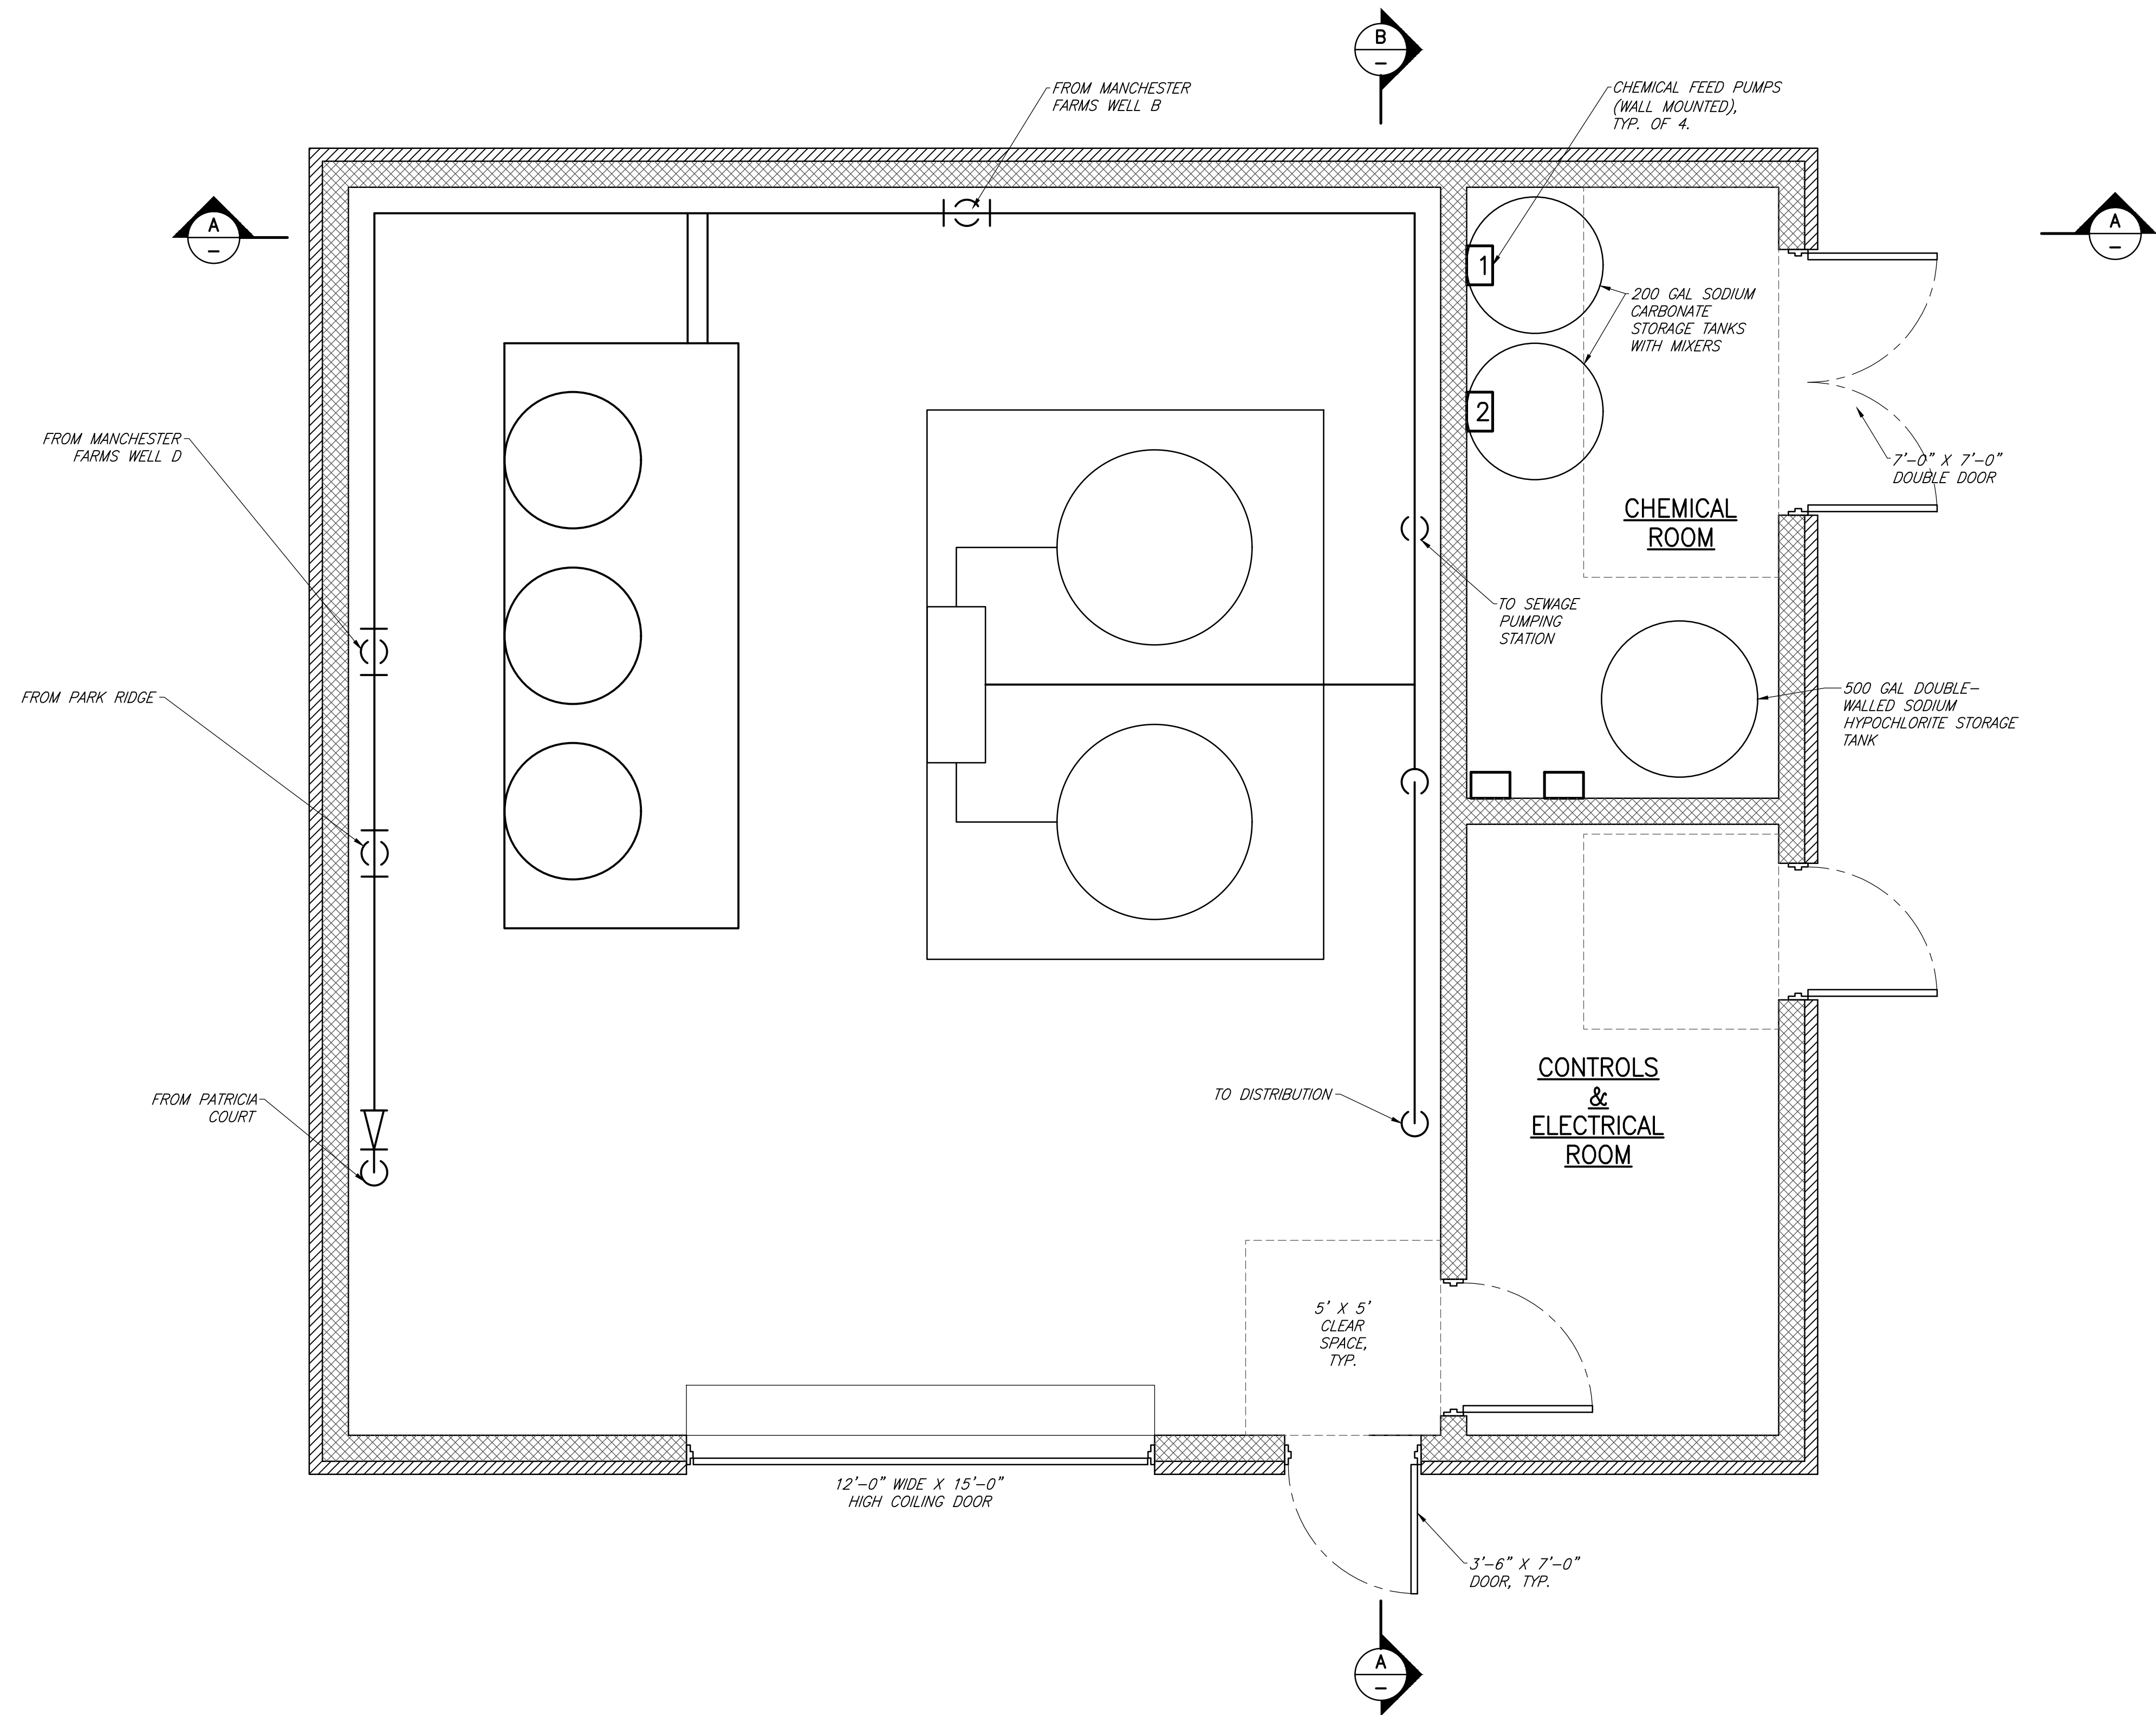 B
–
FROM MANCHESTER
FARMS WELL B
CHEMICAL FEED PUMPS
(WALL MOUNTED),
TYP. OF 4.
A
–
A
–
1
200 GAL SODIUM
CARBONATE
STORAGE TANKS
WITH MIXERS
2
FROM MANCHESTER
FARMS WELL D
7'-0" X 7'-0"
DOUBLE DOOR
CHEMICAL
ROOM
TO SEWAGE
PUMPING
STATION
FROM PARK RIDGE
500 GAL DOUBLE-
WALLED SODIUM
HYPOCHLORITE STORAGE
TANK
FROM PATRICIA
COURT
TO DISTRIBUTION
CONTROLS
&
ELECTRICAL
ROOM
5' X 5'
CLEAR
SPACE,
TYP.
12'-0" WIDE X 15'-0"
HIGH COILING DOOR
3'-6" X 7'-0"
DOOR, TYP.
A
–